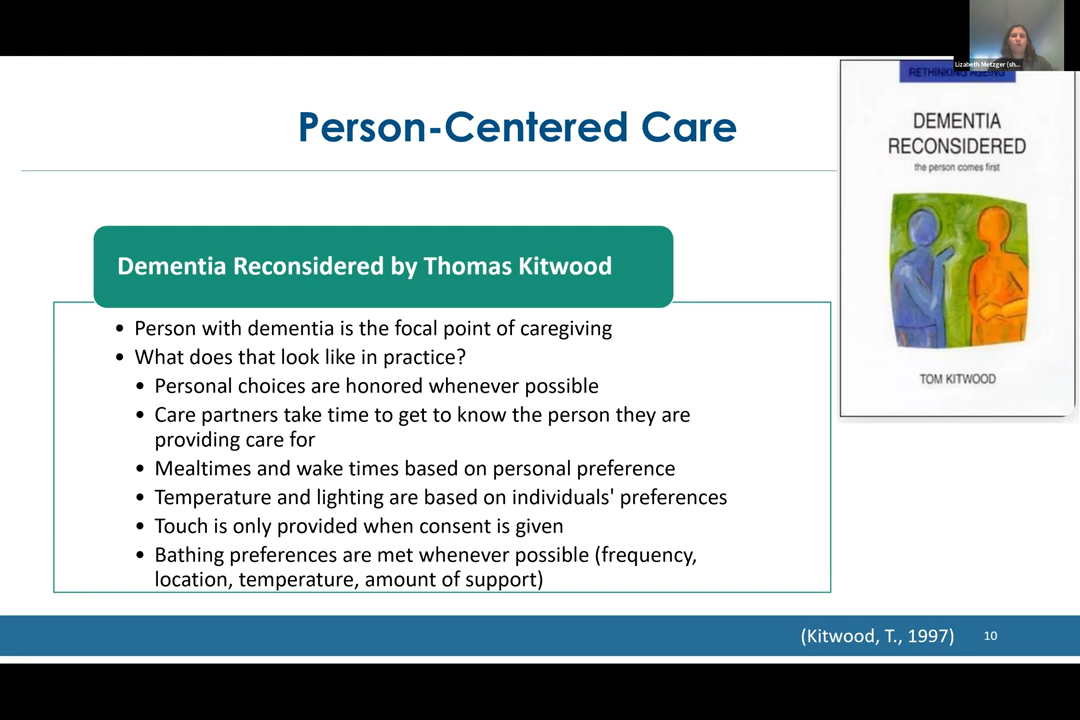 Lizabeth Metzger (sh...
RETHINKING AGEING
DEMENTIA
RECONSIDERED
the person comes first
TOM KITWOOD
Person-Centered Care
Dementia Reconsidered by Thomas Kitwood
• Person with dementia is the focal point of caregiving
• What does that look like in practice?
• Personal choices are honored whenever possible
• Care partners take time to get to know the person they are
providing care for
• Mealtimes and wake times based on personal preference
• Temperature and lighting are based on individuals' preferences
• Touch is only provided when consent is given
• Bathing preferences are met whenever possible (frequency,
location, temperature, amount of support)
(Kitwood, T., 1997)
10